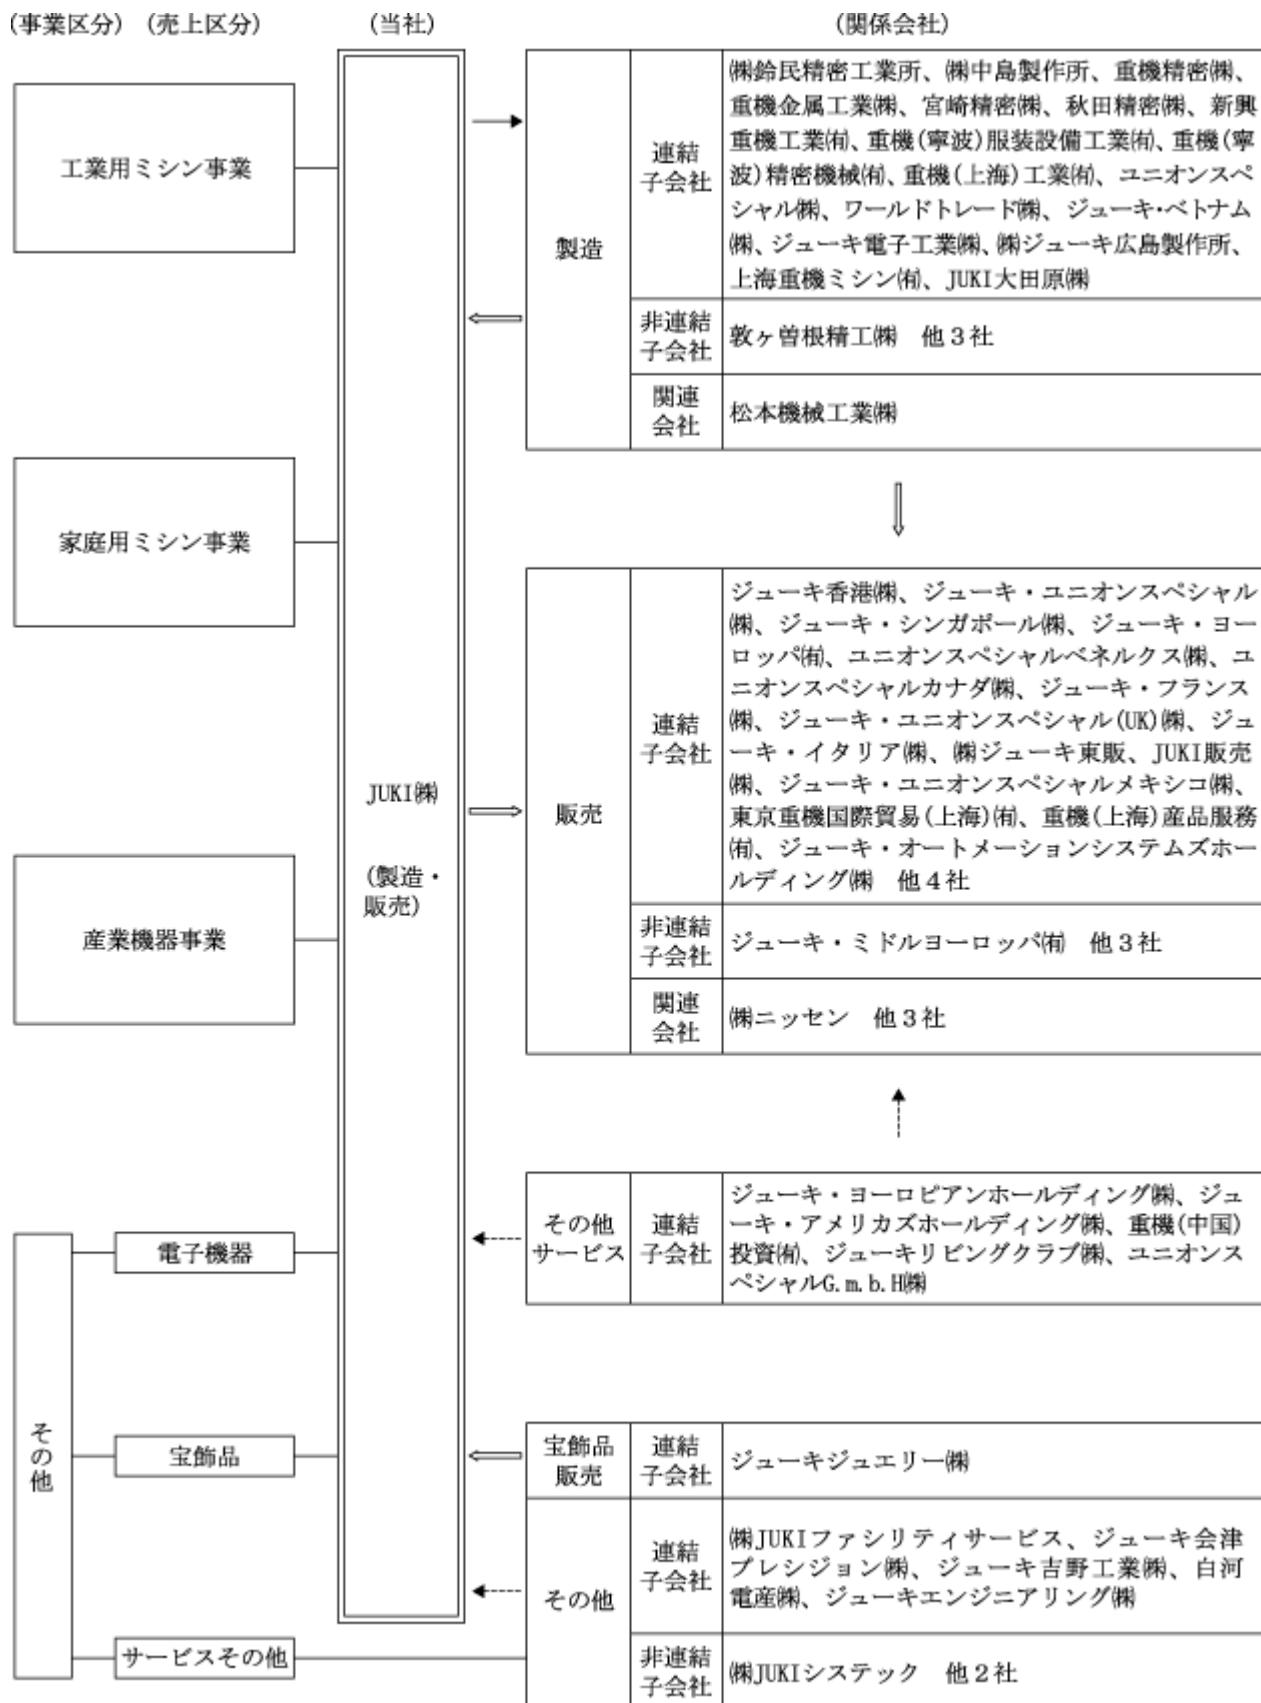 (事業区分) (売上区分) (当社) (関係会社)
工業用ミシン事業
家庭用ミシン事業
産業機器事業
その他
電子機器
宝飾品
サービスその他
JUKI㈱
(製造・
販売)
製造
連結
子会社
㈱鈴民精密工業所、㈱中島製作所、重機精密㈱、
重機金属工業㈱、宮崎精密㈱、秋田精密㈱、新興
重機工業㈲、重機(寧波)服装設備工業㈲、重機(寧
波)精密機械㈲、重機(上海)工業㈲、ユニオンスペ
シャル㈱、ワールドトレード㈱、ジューキ・ベトナム
㈱、ジューキ電子工業㈱、㈱ジューキ広島製作所、
上海重機ミシン㈲、JUKI大田原㈱
非連結
子会社
敦ヶ曽根精工㈱ 他3社
関連
会社
松本機械工業㈱
販売
連結
子会社
ジューキ香港㈱、ジューキ・ユニオンスペシャル
㈱、ジューキ・シンガポール㈱、ジューキ・ヨー
ロッパ㈲、ユニオンスペシャルベネルクス㈱、ユ
ニオンスペシャルカナダ㈱、ジューキ・フランス
㈱、ジューキ・ユニオンスペシャル(UK)㈱、ジュ
ーキ・イタリア㈱、㈱ジューキ東販、JUKI販売
㈱、ジューキ・ユニオンスペシャルメキシコ㈱、
東京重機国際貿易(上海)㈲、重機(上海)産品服務
㈲、ジューキ・オートメーションシステムズホー
ルディング㈱ 他4社
非連結
子会社
ジューキ・ミドルヨーロッパ㈲ 他3社
関連
会社
㈱ニッセン 他3社
その他
サービス
連結
子会社
ジューキ・ヨーロピアンホールディング㈱、ジュ
ーキ・アメリカズホールディング㈱、重機(中国)
投資㈲、ジューキリビングクラブ㈱、ユニオンス
ペシャルG.m.b.H㈱
宝飾品
販売
連結
子会社
ジューキジュエリー㈱
その他
連結
子会社
㈱JUKIファシリティサービス、ジューキ会津
プレシジョン㈱、ジューキ吉野工業㈱、白河
電産㈱、ジューキエンジニアリング㈱
非連結
子会社
㈱JUKIシステック 他2社